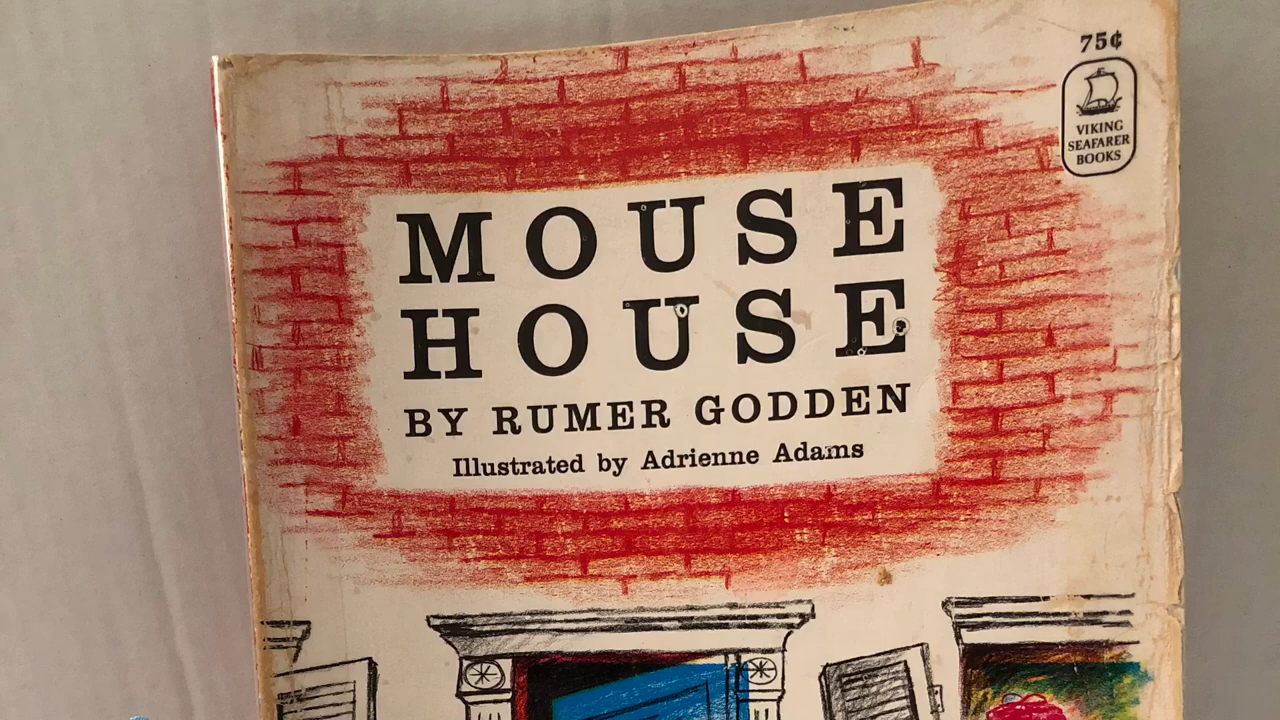 75¢
VIKING
SEAFARER
BOOKS
MOUSE
HOUSE
BY RUMER GODDEN
Illustrated by Adrienne Adams